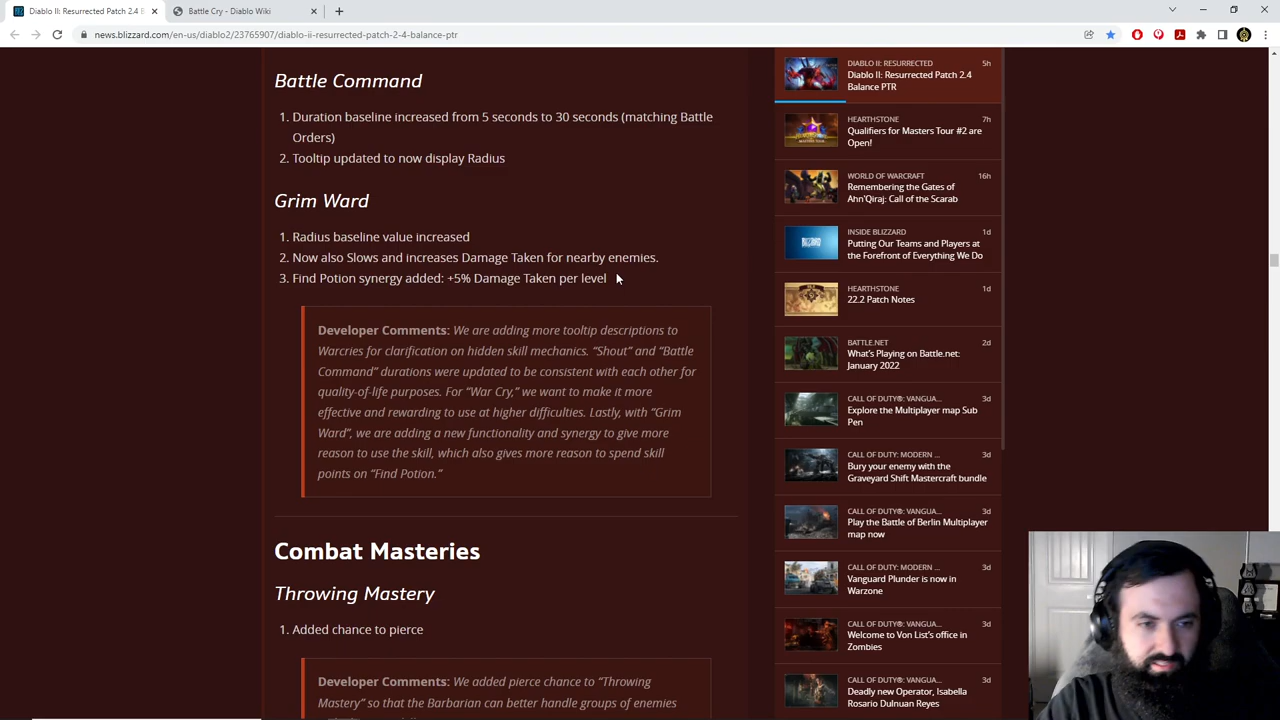 Diablo II: Resurrected Patch 2.4 B
Battle Cry - Diablo Wiki
news.blizzard.com/en-us/diablo2/23765907/diablo-ii-resurrected-patch-2-4-balance-ptr
Battle Command
1. Duration baseline increased from 5 seconds to 30 seconds (matching Battle
Orders)
2. Tooltip updated to now display Radius
Grim Ward
1. Radius baseline value increased
2. Now also Slows and increases Damage Taken for nearby enemies.
3. Find Potion synergy added: +5% Damage Taken per level
Developer Comments: We are adding more tooltip descriptions to
Warcries for clarification on hidden skill mechanics. “Shout” and “Battle
Command” durations were updated to be consistent with each other for
quality-of-life purposes. For “War Cry,” we want to make it more
effective and rewarding to use at higher difficulties. Lastly, with “Grim
Ward”, we are adding a new functionality and synergy to give more
reason to use the skill, which also gives more reason to spend skill
points on “Find Potion.”
Combat Masteries
Throwing Mastery
1. Added chance to pierce
Developer Comments: We added pierce chance to “Throwing
Mastery” so that the Barbarian can better handle groups of enemies
DIABLO II: RESURRECTED 5h
Diablo II: Resurrected Patch 2.4
Balance PTR
HEARTHSTONE 7h
Qualifiers for Masters Tour #2 are
Open!
WORLD OF WARCRAFT 16h
Remembering the Gates of
Ahn'Qiraj: Call of the Scarab
INSIDE BLIZZARD 1d
Putting Our Teams and Players at
the Forefront of Everything We Do
HEARTHSTONE 1d
22.2 Patch Notes
BATTLE.NET 2d
What’s Playing on Battle.net:
January 2022
CALL OF DUTY®: VANGUA... 3d
Explore the Multiplayer map Sub
Pen
CALL OF DUTY: MODERN ... 3d
Bury your enemy with the
Graveyard Shift Mastercraft bundle
CALL OF DUTY®: VANGUA... 3d
Play the Battle of Berlin Multiplayer
map now
CALL OF DUTY: MODERN ... 3d
Vanguard Plunder is now in
Warzone
CALL OF DUTY®: VANGUA... 3d
Welcome to Von List’s office in
Zombies
CALL OF DUTY®: VANGUA... 3d
Deadly new Operator, Isabella
Rosario Dulnuan Reyes